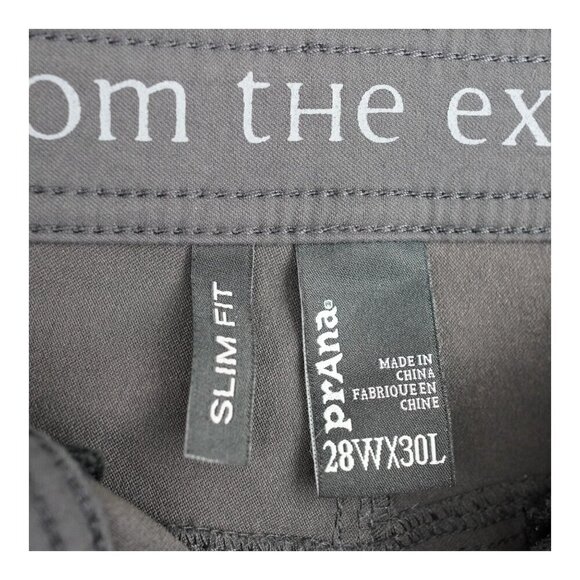 om tHe ex
SLIM FIT
prAna®
MADE IN
CHINA
FABRIQUE EN
CHINE
28WX30L